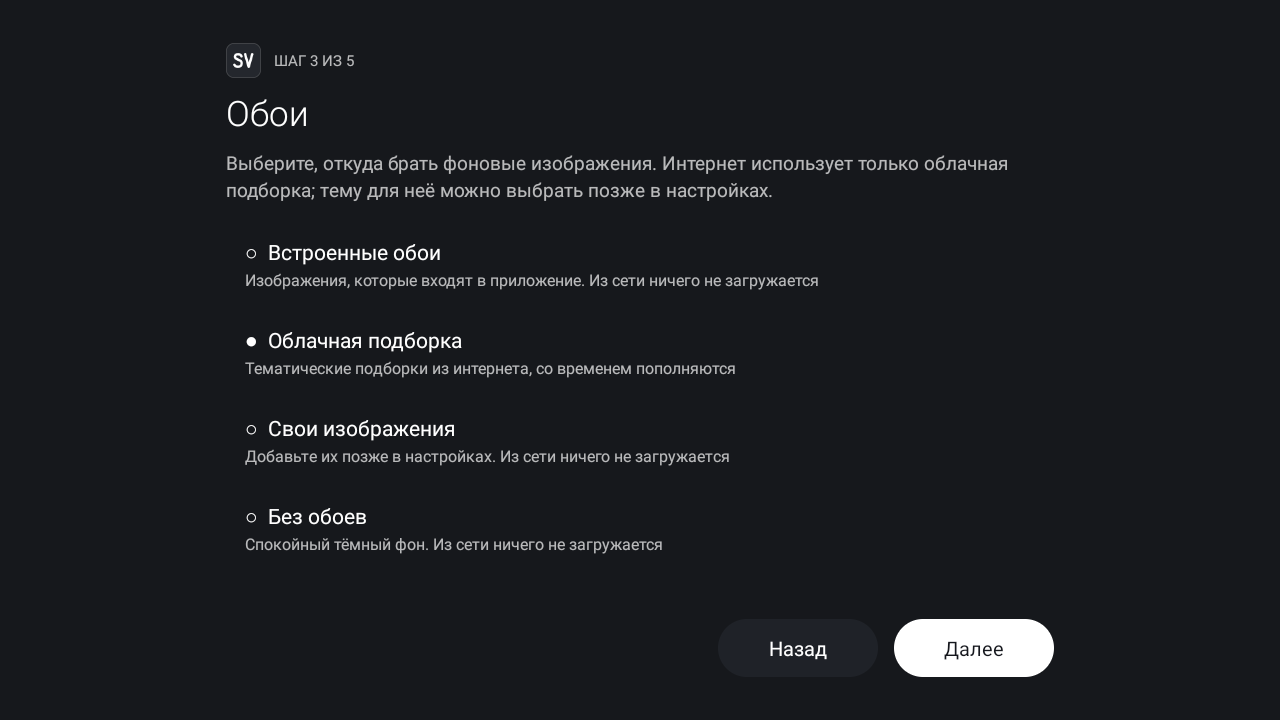 SV ШАГ 3 ИЗ 5
Обои
Выберите, откуда брать фоновые изображения. Интернет использует только облачная
подборка; тему для неё можно выбрать позже в настройках.
○ Встроенные обои
Изображения, которые входят в приложение. Из сети ничего не загружается
● Облачная подборка
Тематические подборки из интернета, со временем пополняются
○ Свои изображения
Добавьте их позже в настройках. Из сети ничего не загружается
○ Без обоев
Спокойный тёмный фон. Из сети ничего не загружается
Назад Далее